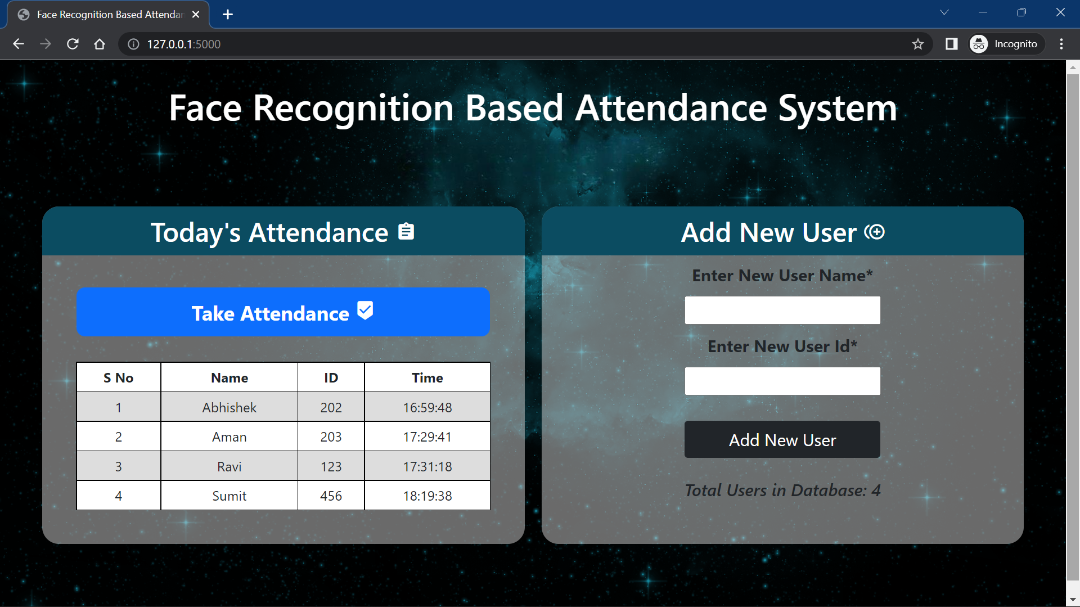 Face Recognition Based Attendan
127.0.0.1:5000
Incognito
Face Recognition Based Attendance System
Today's Attendance
Take Attendance
S No Name ID Time
1 Abhishek 202 16:59:48
2 Aman 203 17:29:41
3 Ravi 123 17:31:18
4 Sumit 456 18:19:38
Add New User
Enter New User Name*
Enter New User Id*
Add New User
Total Users in Database: 4